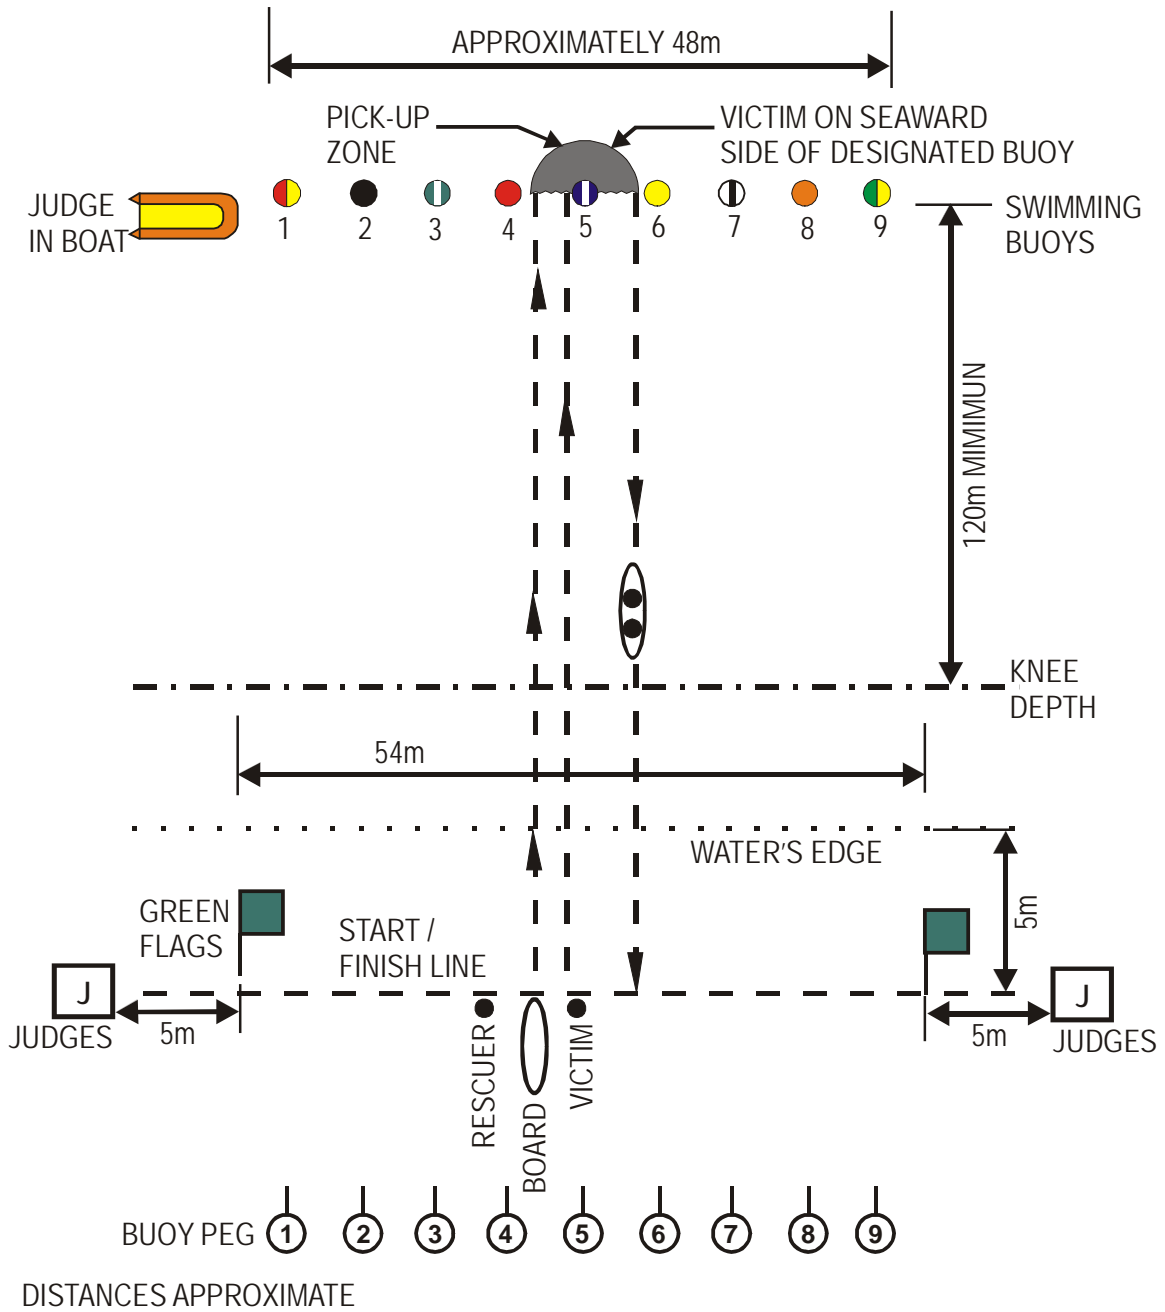 APPROXIMATELY 48m
PICK-UP
ZONE
VICTIM ON SEAWARD
SIDE OF DESIGNATED BUOY
JUDGE
IN BOAT
1 2 3 4 5 6 7 8 9
SWIMMING
BUOYS
120m MIMIMUN
KNEE
DEPTH
54m
WATER'S EDGE
GREEN
FLAGS
START /
FINISH LINE
5m
J
JUDGES
5m
J
JUDGES
5m
RESCUER
BOARD
VICTIM
BUOY PEG 1 2 3 4 5 6 7 8 9
DISTANCES APPROXIMATE